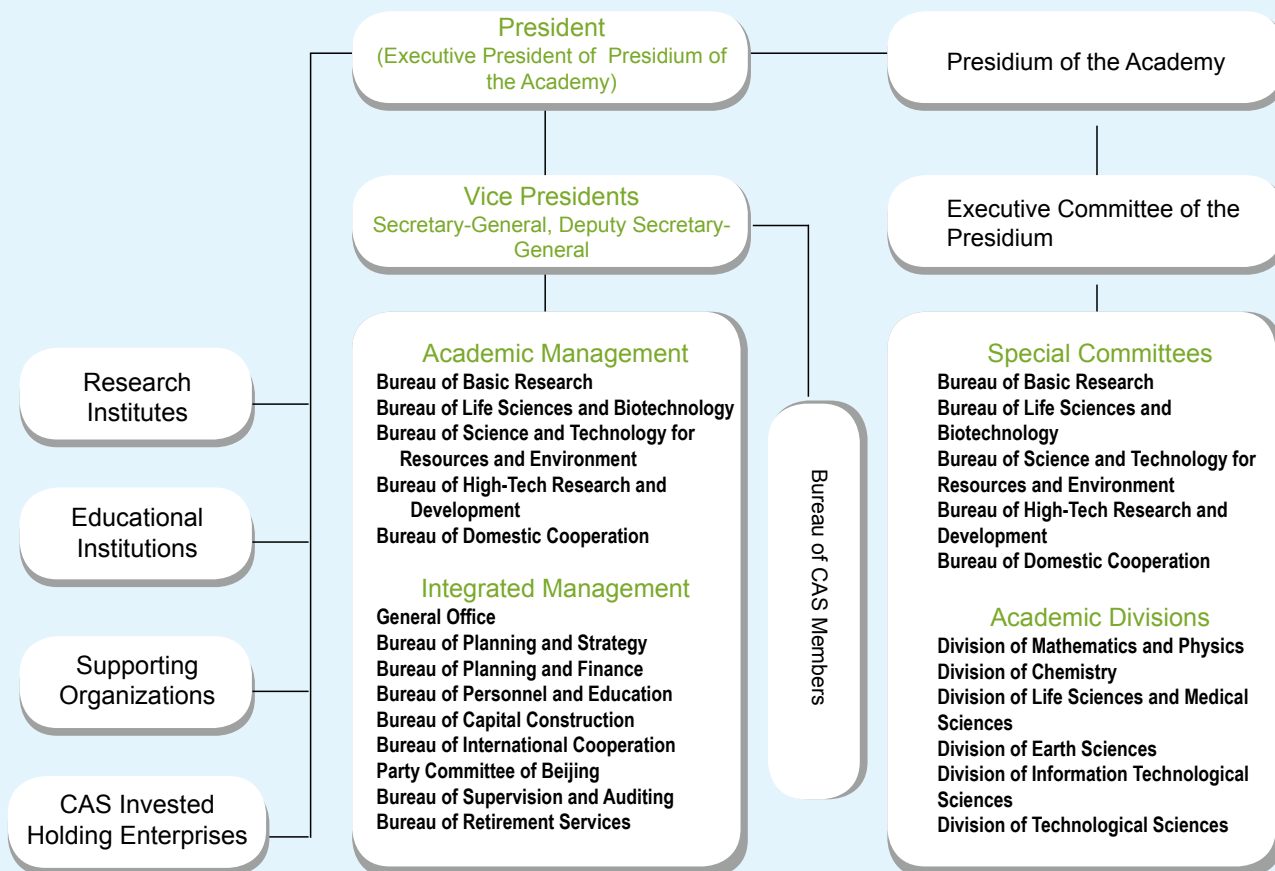 President
(Executive President of Presidium of
the Academy)
Presidium of the Academy
Vice Presidents
Secretary-General, Deputy Secretary-
General
Executive Committee of the
Presidium
Research
Institutes
Educational
Institutions
Supporting
Organizations
CAS Invested
Holding Enterprises
Academic Management
Bureau of Basic Research
Bureau of Life Sciences and Biotechnology
Bureau of Science and Technology for
Resources and Environment
Bureau of High-Tech Research and
Development
Bureau of Domestic Cooperation
Integrated Management
General Office
Bureau of Planning and Strategy
Bureau of Planning and Finance
Bureau of Personnel and Education
Bureau of Capital Construction
Bureau of International Cooperation
Party Committee of Beijing
Bureau of Supervision and Auditing
Bureau of Retirement Services
Bureau of CAS Members
Special Committees
Bureau of Basic Research
Bureau of Life Sciences and
Biotechnology
Bureau of Science and Technology for
Resources and Environment
Bureau of High-Tech Research and
Development
Bureau of Domestic Cooperation
Academic Divisions
Division of Mathematics and Physics
Division of Chemistry
Division of Life Sciences and Medical
Sciences
Division of Earth Sciences
Division of Information Technological
Sciences
Division of Technological Sciences